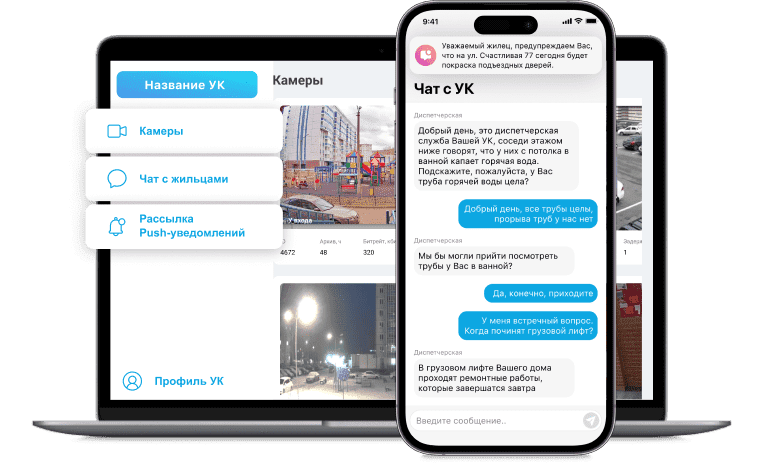 Название УК
Камеры
Чат с жильцами
Рассылка
Push-уведомлений
Профиль УК
Камеры
У входа
Архив, ч
4672
48
320
1
9:41
Уважаемый жилец, предупреждаем Вас,
что на ул. Счастливая 77 сегодня будет
покраска подъездных дверей.
Чат с УК
Диспетчерская
Добрый день, это диспетчерская
служба Вашей УК, соседи этажом
ниже говорят, что у них с потолка в
ванной капает горячая вода.
Подскажите, пожалуйста, у Вас
труба горячей воды цела?
Добрый день, все трубы целы,
прорыва труб у нас нет
Диспетчерская
Мы бы могли прийти посмотреть
трубы у Вас в ванной?
Да, конечно, приходите
У меня встречный вопрос.
Когда починят грузовой лифт?
Диспетчерская
В грузовом лифте Вашего дома
проходят ремонтные работы,
которые завершатся завтра
Введите сообщение..